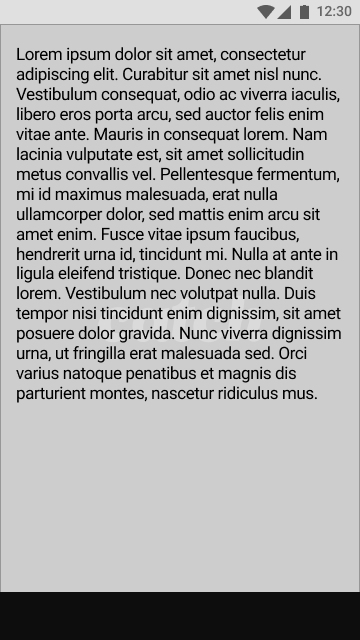 12:30
Lorem ipsum dolor sit amet, consectetur
adipiscing elit. Curabitur sit amet nisl nunc.
Vestibulum consequat, odio ac viverra iaculis,
libero eros porta arcu, sed auctor felis enim
vitae ante. Mauris in consequat lorem. Nam
lacinia vulputate est, sit amet sollicitudin
metus convallis vel. Pellentesque fermentum,
mi id maximus malesuada, erat nulla
ullamcorper dolor, sed mattis enim arcu sit
amet enim. Fusce vitae ipsum faucibus,
hendrerit urna id, tincidunt mi. Nulla at ante in
ligula eleifend tristique. Donec nec blandit
lorem. Vestibulum nec volutpat nulla. Duis
tempor nisi tincidunt enim dignissim, sit amet
posuere dolor gravida. Nunc viverra dignissim
urna, ut fringilla erat malesuada sed. Orci
varius natoque penatibus et magnis dis
parturient montes, nascetur ridiculus mus.